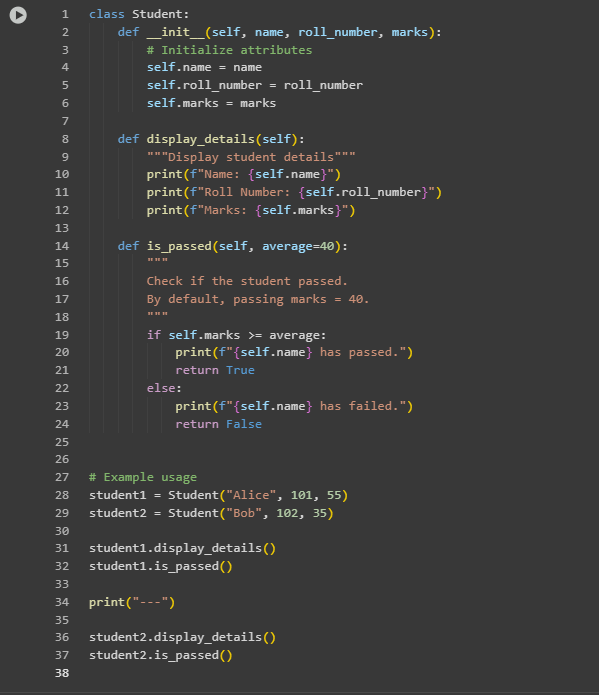 1 class Student:
2     def __init__(self, name, roll_number, marks):
3         # Initialize attributes
4         self.name = name
5         self.roll_number = roll_number
6         self.marks = marks
7
8     def display_details(self):
9         """Display student details"""
10         print(f"Name: {self.name}")
11         print(f"Roll Number: {self.roll_number}")
12         print(f"Marks: {self.marks}")
13
14     def is_passed(self, average=40):
15         """
16         Check if the student passed.
17         By default, passing marks = 40.
18         """
19         if self.marks >= average:
20             print(f"{self.name} has passed.")
21             return True
22         else:
23             print(f"{self.name} has failed.")
24             return False
25
26
27 # Example usage
28 student1 = Student("Alice", 101, 55)
29 student2 = Student("Bob", 102, 35)
30
31 student1.display_details()
32 student1.is_passed()
33
34 print("---")
35
36 student2.display_details()
37 student2.is_passed()
38